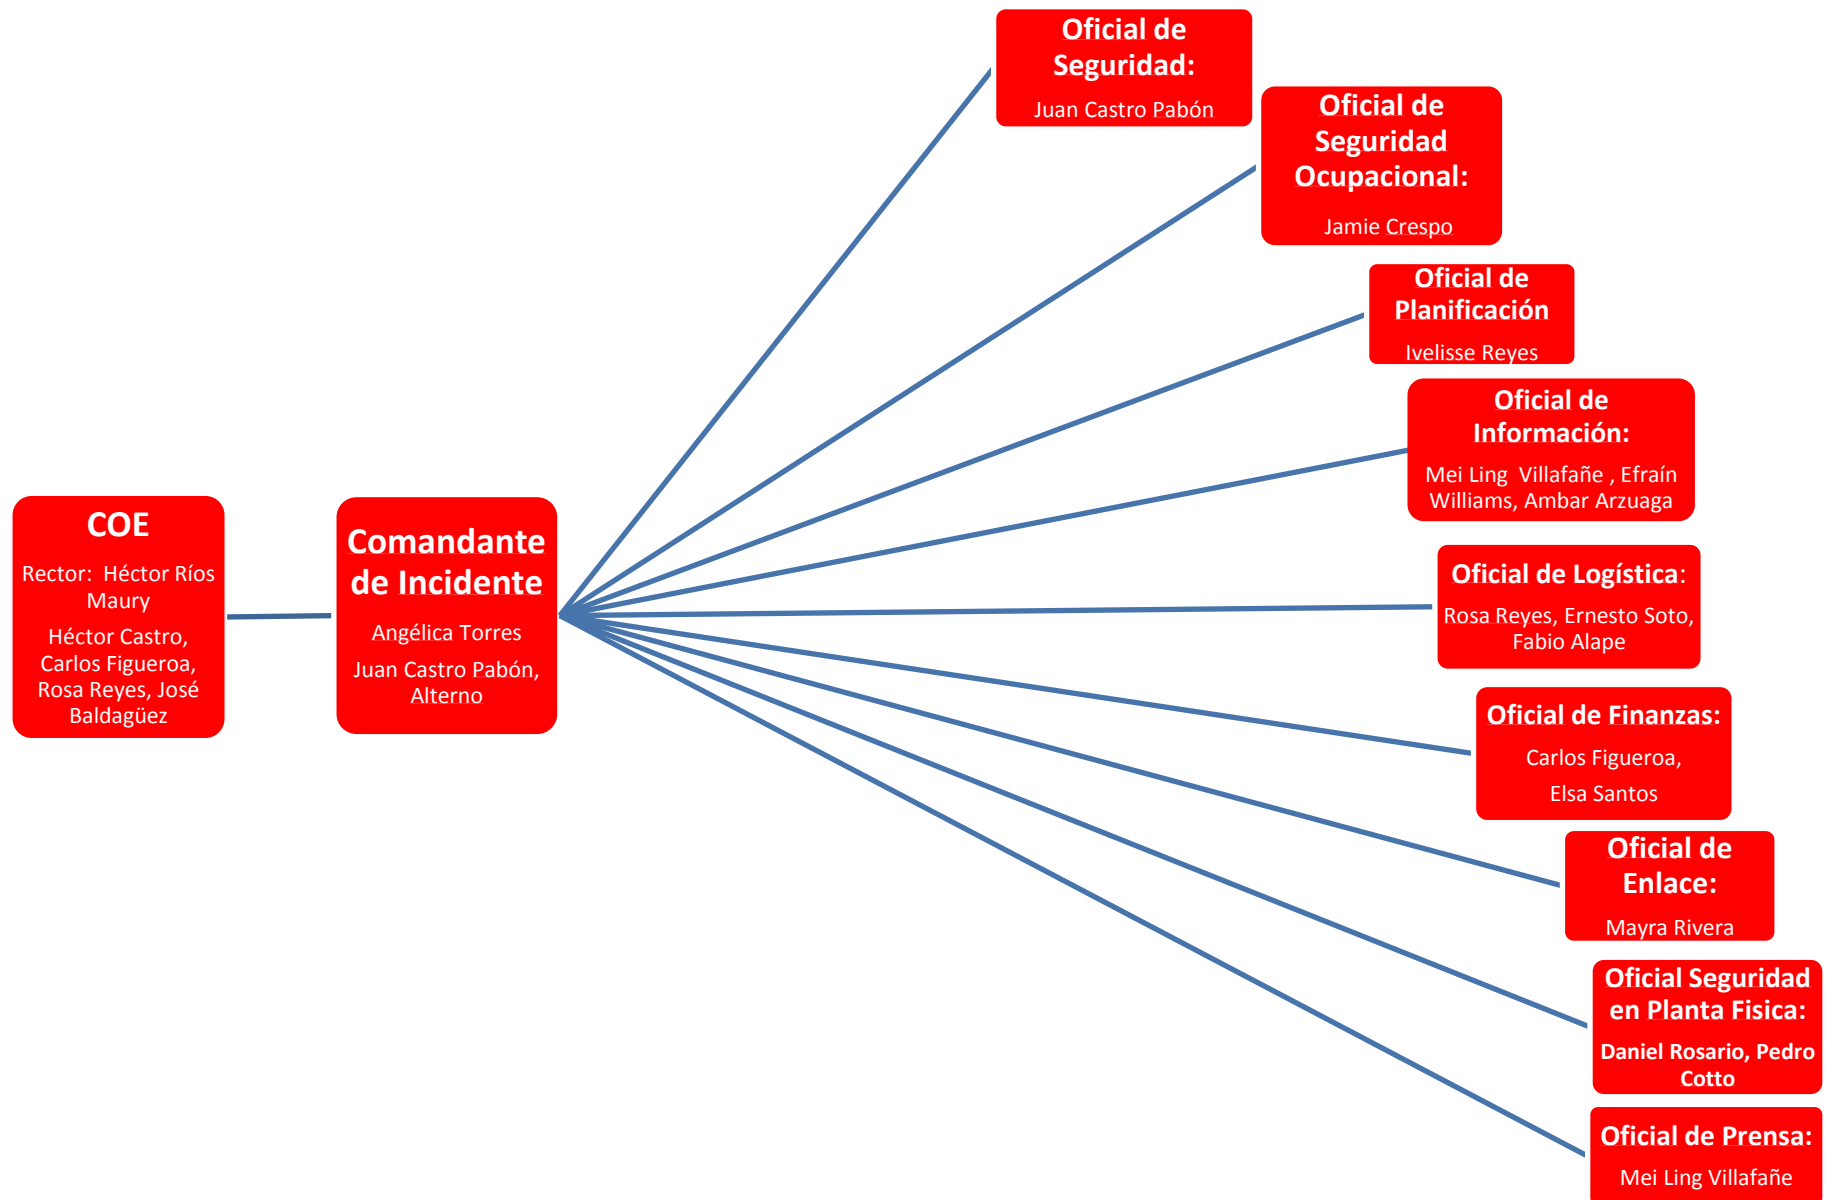 COE
Rector:  Héctor Ríos
Maury
Héctor Castro,
Carlos Figueroa,
Rosa Reyes, José
Baldagüez
Comandante
de Incidente
Angélica Torres
Juan Castro Pabón,
Alterno
Oficial de
Seguridad:
Juan Castro Pabón
Oficial de
Seguridad
Ocupacional:
Jamie Crespo
Oficial de
Planificación
Ivelisse Reyes
Oficial de
Información:
Mei Ling  Villafañe , Efraín
Williams, Ambar Arzuaga
Oficial de Logística:
Rosa Reyes, Ernesto Soto,
Fabio Alape
Oficial de Finanzas:
Carlos Figueroa,
Elsa Santos
Oficial de
Enlace:
Mayra Rivera
Oficial Seguridad
en Planta Fisica:
Daniel Rosario, Pedro
Cotto
Oficial de Prensa:
Mei Ling Villafañe